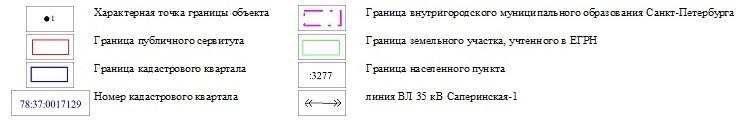 ●1 Характерная точка границы объекта
Граница публичного сервитута
Граница кадастрового квартала
78:37:0017129 Номер кадастрового квартала
Граница внутригородского муниципального образования Санкт-Петербурга
Граница земельного участка, учтенного в ЕГРН
:3277 Граница населенного пункта
линия ВЛ 35 кВ Саперинская-1